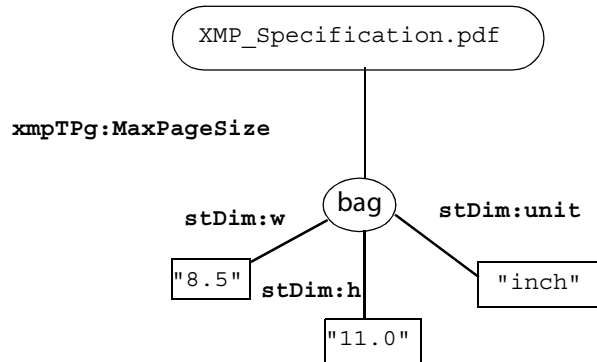 XMP_Specification.pdf
xmpTPg:MaxPageSize
bag
stDim:w
stDim:unit
"8.5"
stDim:h
"inch"
"11.0"